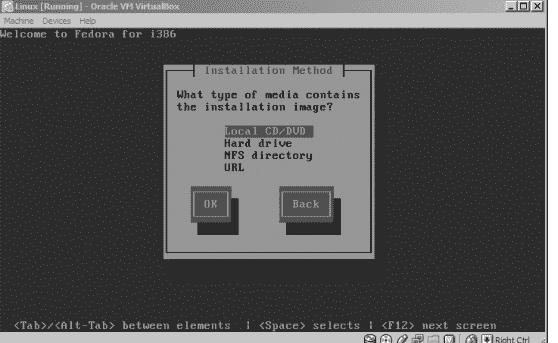 Linux [Running] - Oracle VM VirtualBox
Machine Devices Help
Welcome to Fedora for i386
Installation Method
What type of media contains
the installation image?
Local CD/DVD
Hard drive
NFS directory
URL
OK Back
<Tab>/<Alt-Tab> between elements | <Space> selects | <F12> next screen
Right Ctrl